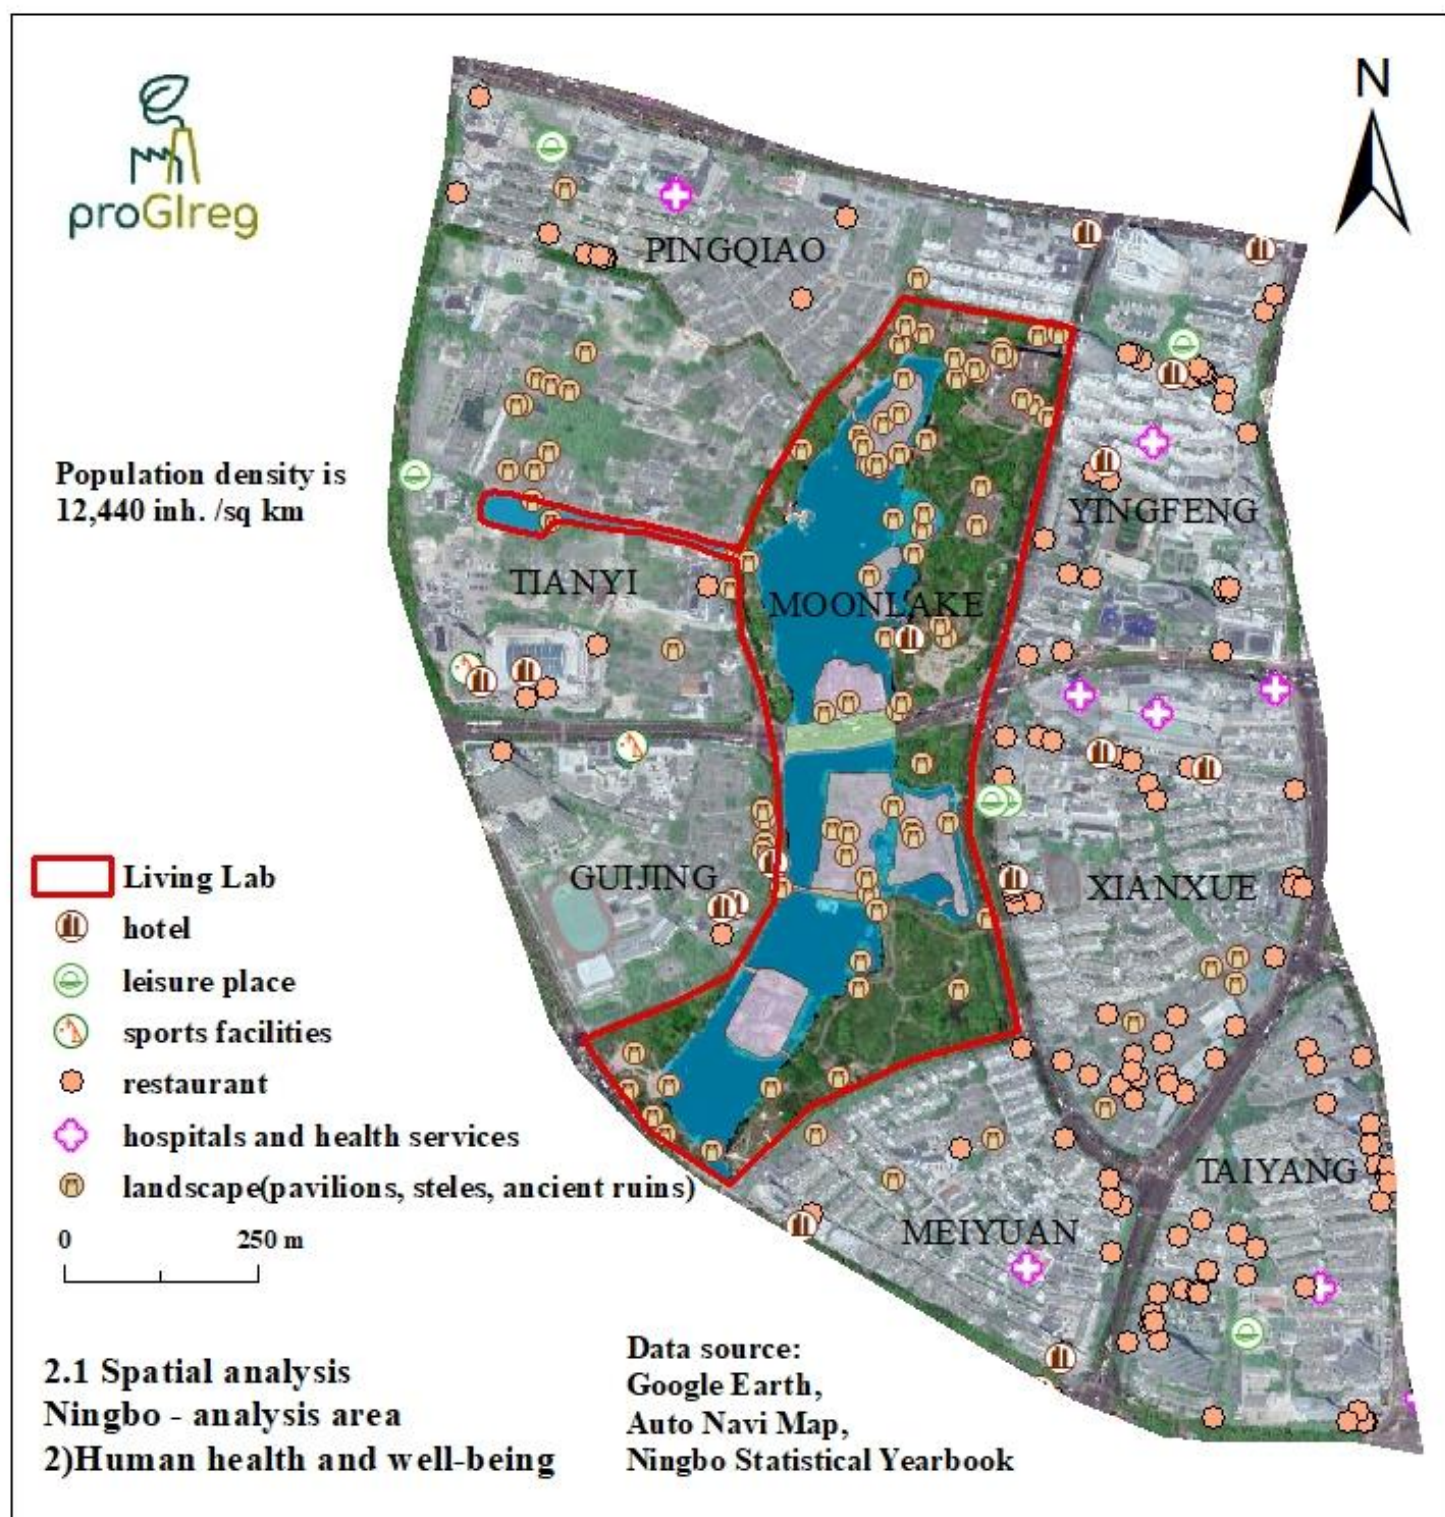 proGIreg
N
PINGQIAO
Population density is
12,440 inh. /sq km
YINGFENG
TIANYI
MOONLAKE
GUIJING
XIANXUE
TAIYANG
MEIYUAN
Living Lab
hotel
leisure place
sports facilities
restaurant
hospitals and health services
landscape(pavilions, steles, ancient ruins)
0 250 m
2.1 Spatial analysis
Ningbo - analysis area
2)Human health and well-being
Data source:
Google Earth,
Auto Navi Map,
Ningbo Statistical Yearbook